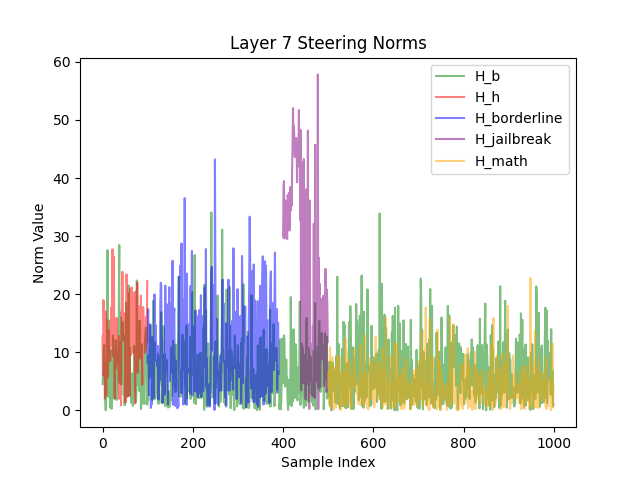 Layer 7 Steering Norms
60
50
40
30
20
10
0
Norm Value
H_b
H_h
H_borderline
H_jailbreak
H_math
0 200 400 600 800 1000
Sample Index